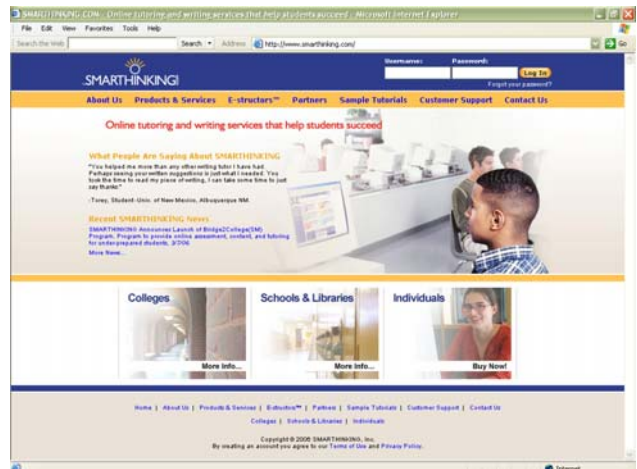 SMARTHINKING.COM - Online tutoring and writing services that help students succeed - Microsoft Internet Explorer
File Edit View Favorites Tools Help
Search the Web Search Address http://www.smarthinking.com/ Go
Username: Password:
SMARTHINKING Log In
Forgot your password?
About Us Products & Services E-structors™ Partners Sample Tutorials Customer Support Contact Us
Online tutoring and writing services that help students succeed
What People Are Saying About SMARTHINKING
"You helped me more than any other writing tutor I have had.
Perhaps seeing your written suggestions is just what I needed. You
took the time to read my piece of writing, I can take some time to just
say thanks"
-Torey, Student-Univ. of New Mexico, Albuquerque NM
Recent SMARTHINKING News
SMARTHINKING Announces Launch of Bridge2College(SM)
Program, Program to provide online assessment, content, and tutoring
for underprepared students, 3/7/06
More News...
Colleges Schools & Libraries Individuals
More Info... More Info... Buy Now!
Home | About Us | Products & Services | E-structors™ | Partners | Sample Tutorials | Customer Support | Contact Us
Colleges | Schools & Libraries | Individuals
Copyright © 2006 SMARTHINKING, Inc.
By creating an account you agree to our Terms of Use and Privacy Policy.
Internet